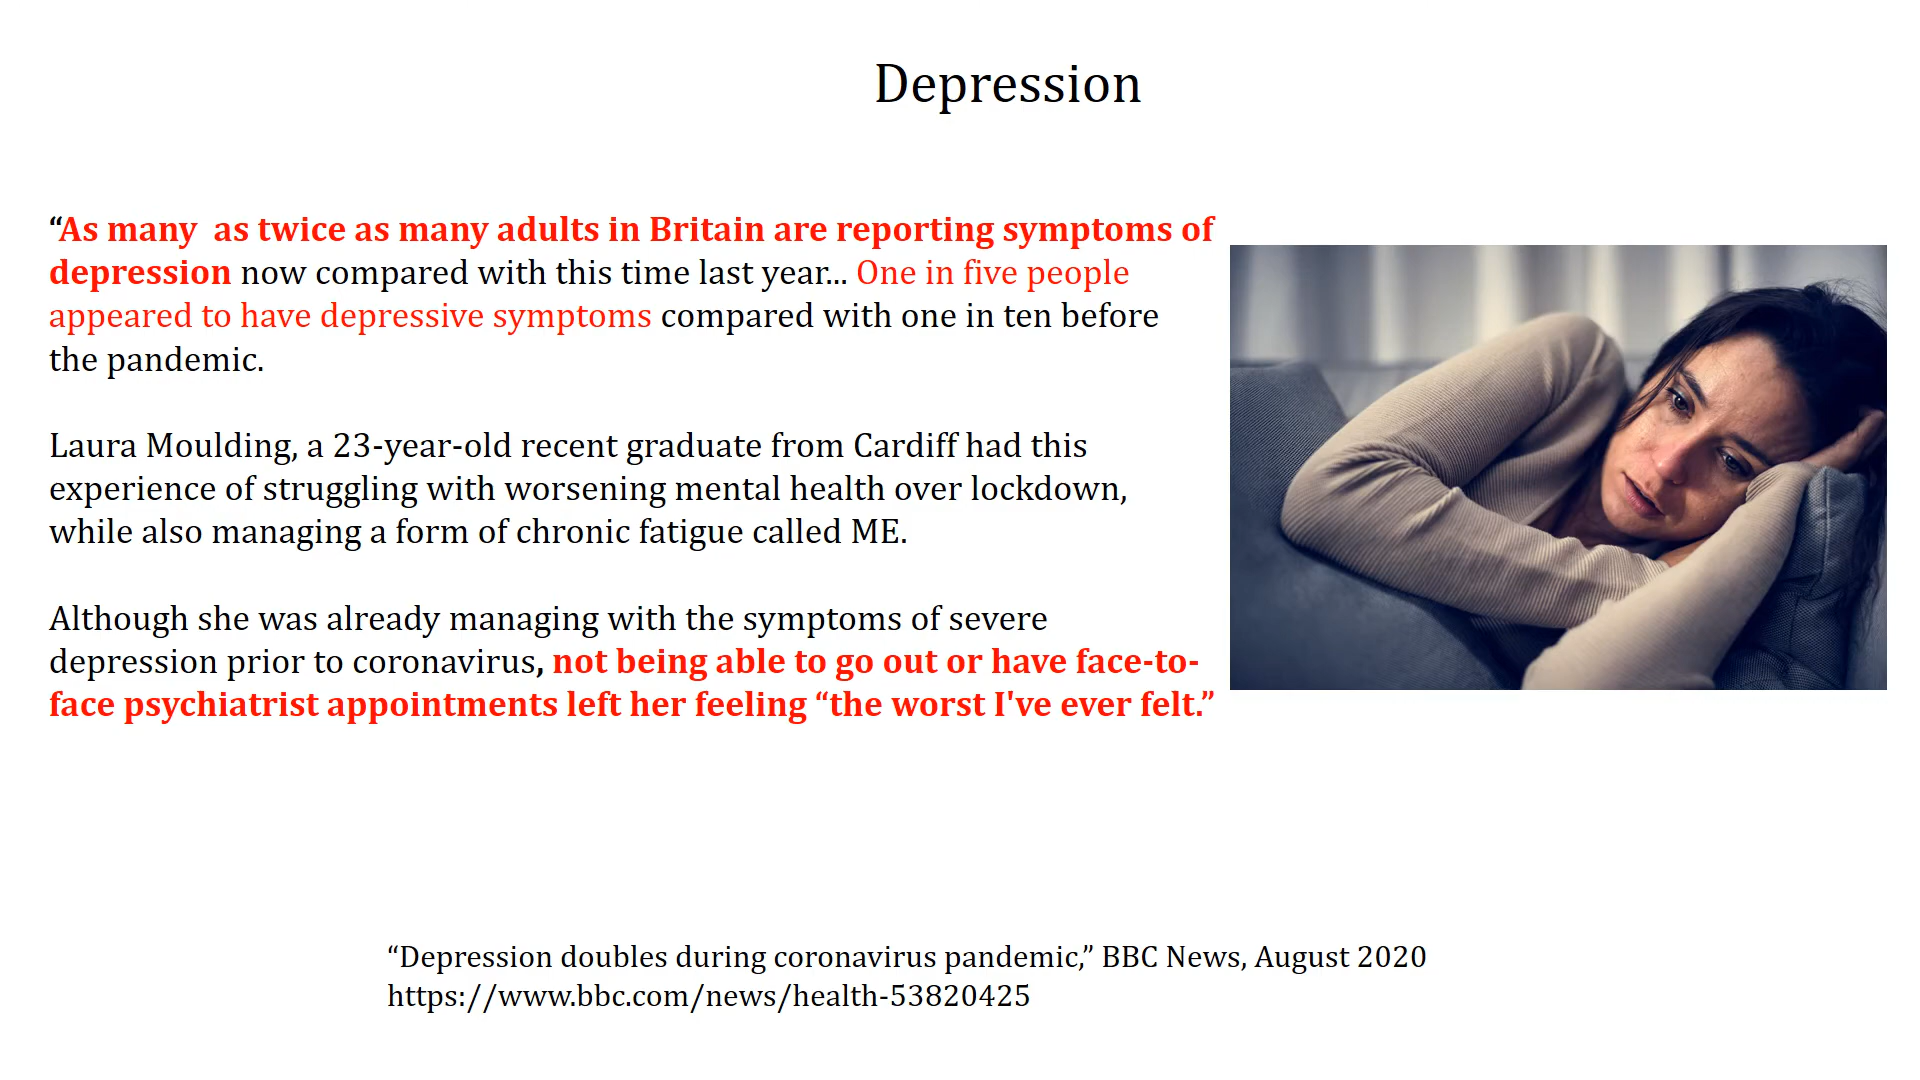 Depression
“As many  as twice as many adults in Britain are reporting symptoms of
depression now compared with this time last year... One in five people
appeared to have depressive symptoms compared with one in ten before
the pandemic.
Laura Moulding, a 23-year-old recent graduate from Cardiff had this
experience of struggling with worsening mental health over lockdown,
while also managing a form of chronic fatigue called ME.
Although she was already managing with the symptoms of severe
depression prior to coronavirus, not being able to go out or have face-to-
face psychiatrist appointments left her feeling “the worst I've ever felt.”
“Depression doubles during coronavirus pandemic,” BBC News, August 2020
https://www.bbc.com/news/health-53820425